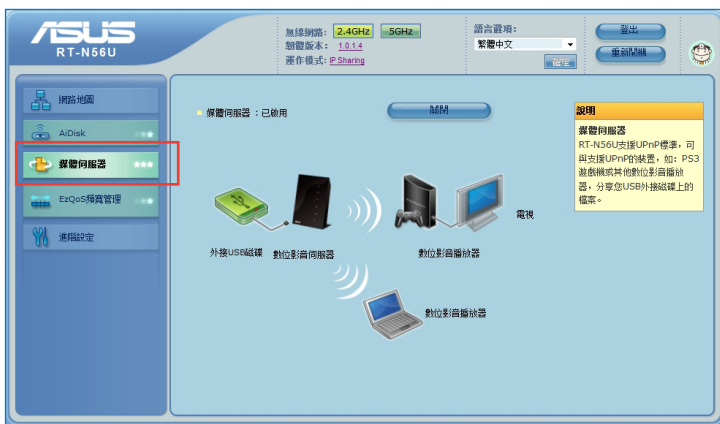 ASUS
RT-N56U
無線網路: 2.4GHz 5GHz
韌體版本: 1.0.1.4
運作模式: IP Sharing
語言選項:
繁體中文
確定
登出
重新開機
網路地圖
AiDisk
媒體伺服器
EzQoS頻寬管理
進階設定
媒體伺服器:已啟用
關閉
外接USB磁碟
數位影音伺服器
數位影音播放器
電視
數位影音播放器
說明
媒體伺服器
RT-N56U支援UPnP標準,可
與支援UPnP的裝置,如: PS3
遊戲機或其他數位影音播放
器,分享您USB外接磁碟上的
檔案。